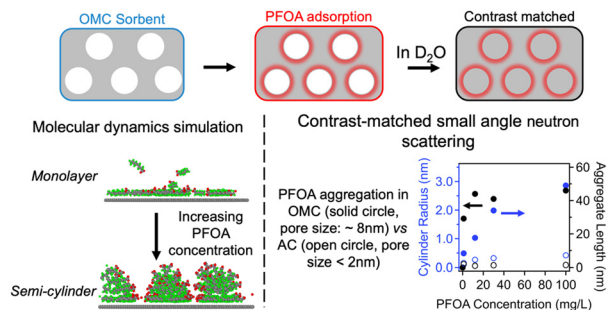 OMC Sorbent
PFOA adsorption
Contrast matched
In D₂O
Molecular dynamics simulation
Monolayer
Increasing
PFOA
concentration
Semi-cylinder
Contrast-matched small angle neutron
scattering
PFOA aggregation in
OMC (solid circle,
pore size: ~ 8nm) vs
AC (open circle, pore
size < 2nm)
Cylinder Radius (nm)
3.0
2.0
1.0
0.0
60
40
20
0
Aggregate Length (nm)
0 20 40 60 80 100
PFOA Concentration (mg/L)